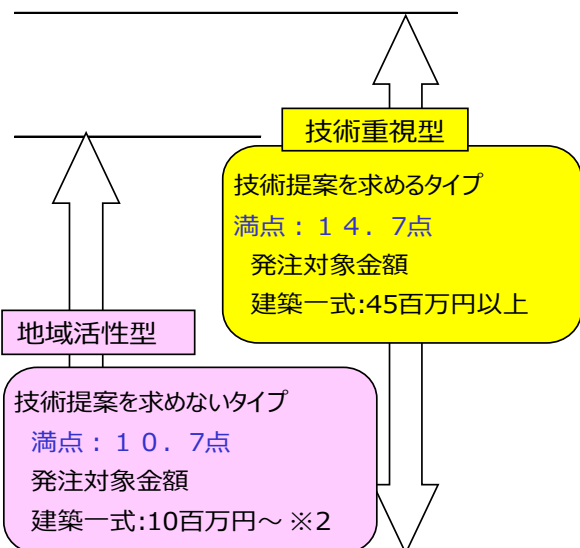 技術重視型
技術提案を求めるタイプ
満点：１４．７点
発注対象金額
建築一式:45百万円以上
地域活性型
技術提案を求めないタイプ
満点：１０．７点
発注対象金額
建築一式:10百万円～ ※2